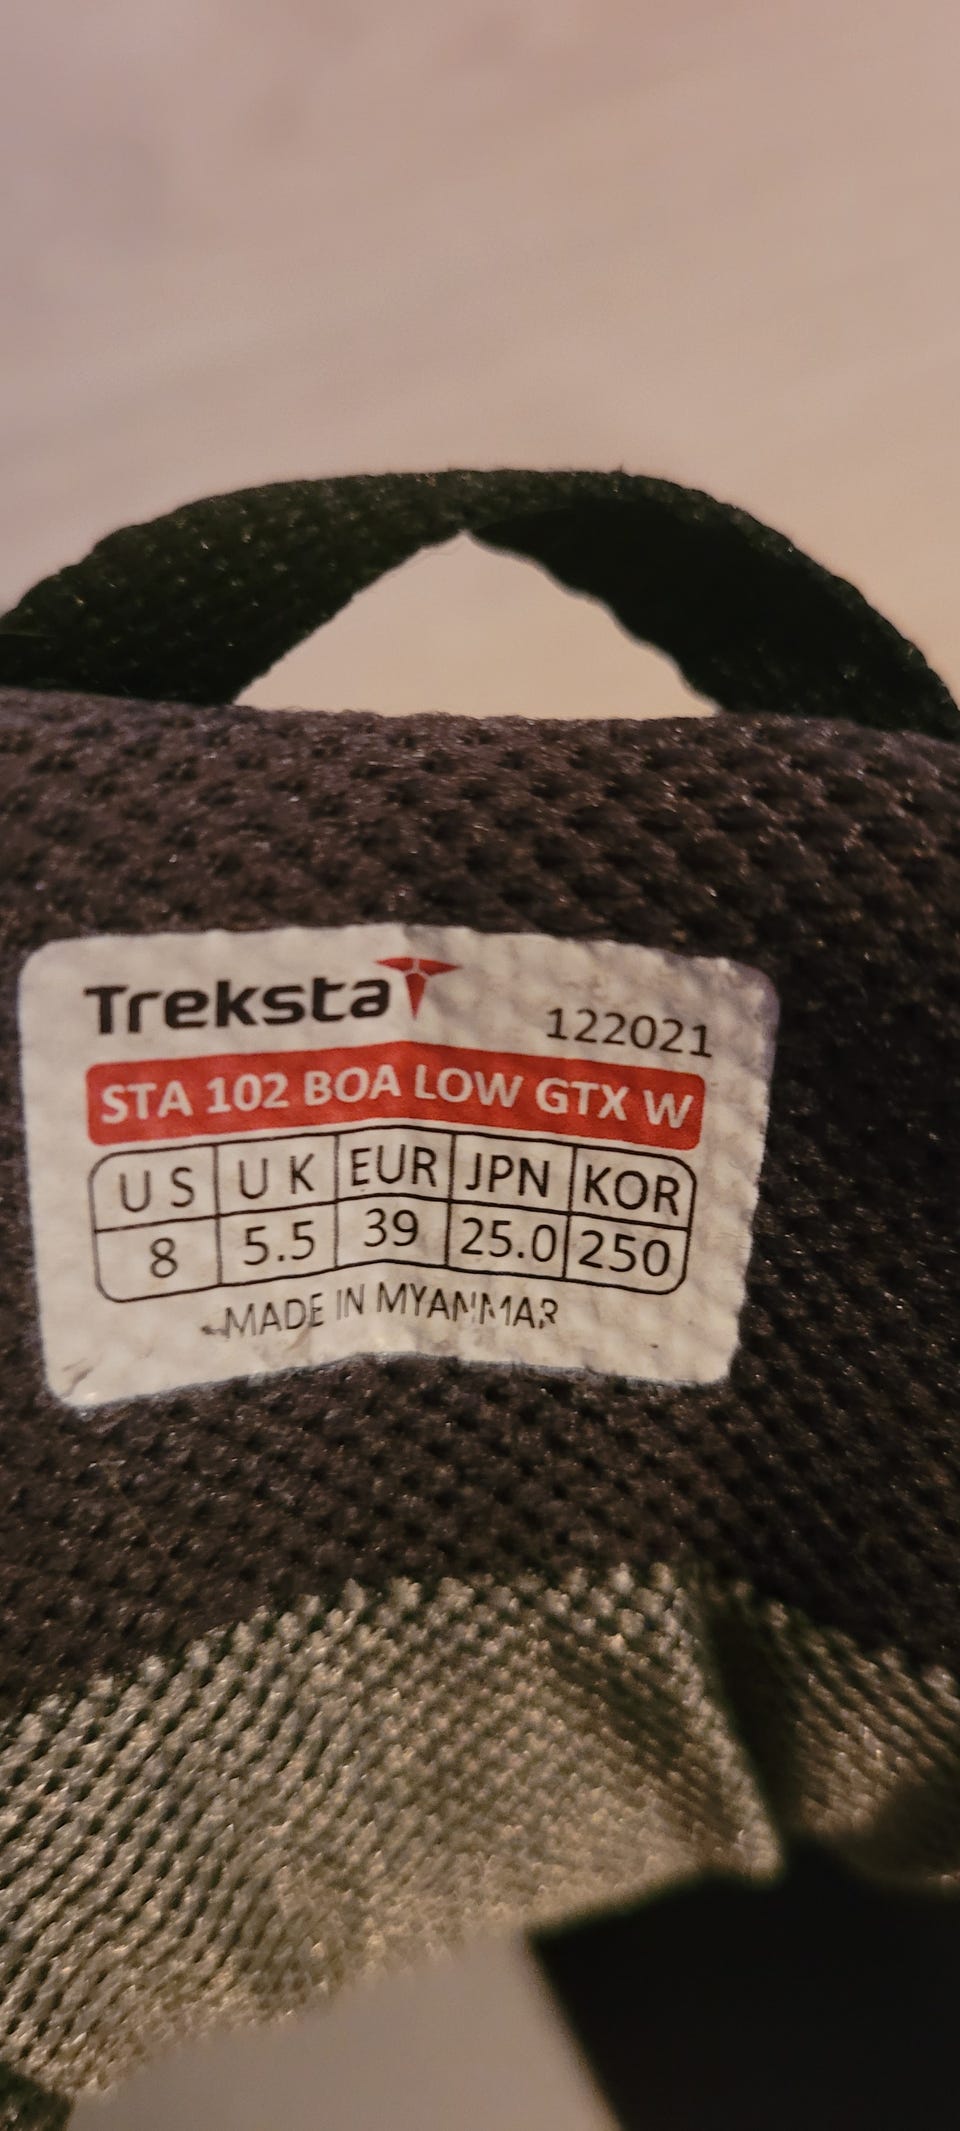 Treksta
122021
STA 102 BOA LOW GTX W
US UK EUR JPN KOR
8 5.5 39 25.0 250
MADE IN MYANMAR